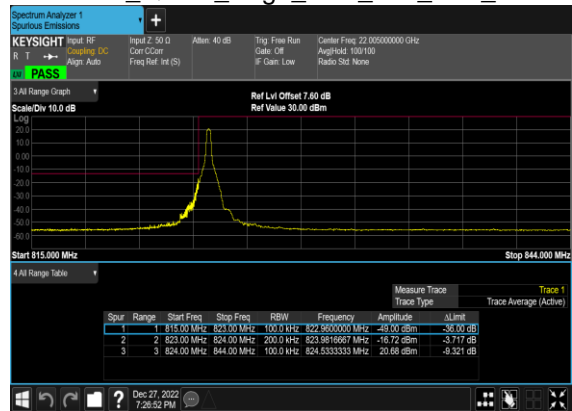 Spectrum Analyzer 1
Spurious Emissions
KEYSIGHT Input: RF Input Z: 50 Ω Atten: 40 dB Trig: Free Run Center Freq: 22.005000000 GHz
R T Coupling: DC Corr CCorr Gate: Off Avg|Hold: 100/100
Align: Auto Freq Ref: Int (S) IF Gain: Low Radio Std: None
PASS
3 All Range Graph
Ref Lvl Offset 7.60 dB
Scale/Div 10.0 dB Ref Value 30.00 dBm
Log
20.0
10.0
0.00
-10.0
-20.0
-30.0
-40.0
-50.0
-60.0
Start 815.000 MHz Stop 844.000 MHz
4 All Range Table
Measure Trace Trace 1
Trace Type Trace Average (Active)
Spur Range Start Freq Stop Freq RBW Frequency Amplitude ΔLimit
1 1 815.00 MHz 823.00 MHz 100.0 kHz 822.9600000 MHz -49.00 dBm -36.00 dB
2 2 823.00 MHz 824.00 MHz 200.0 kHz 823.9816667 MHz -16.72 dBm -3.717 dB
3 3 824.00 MHz 844.00 MHz 100.0 kHz 824.5333333 MHz 20.68 dBm -9.321 dB
? Dec 27, 2022
7:26:52 PM